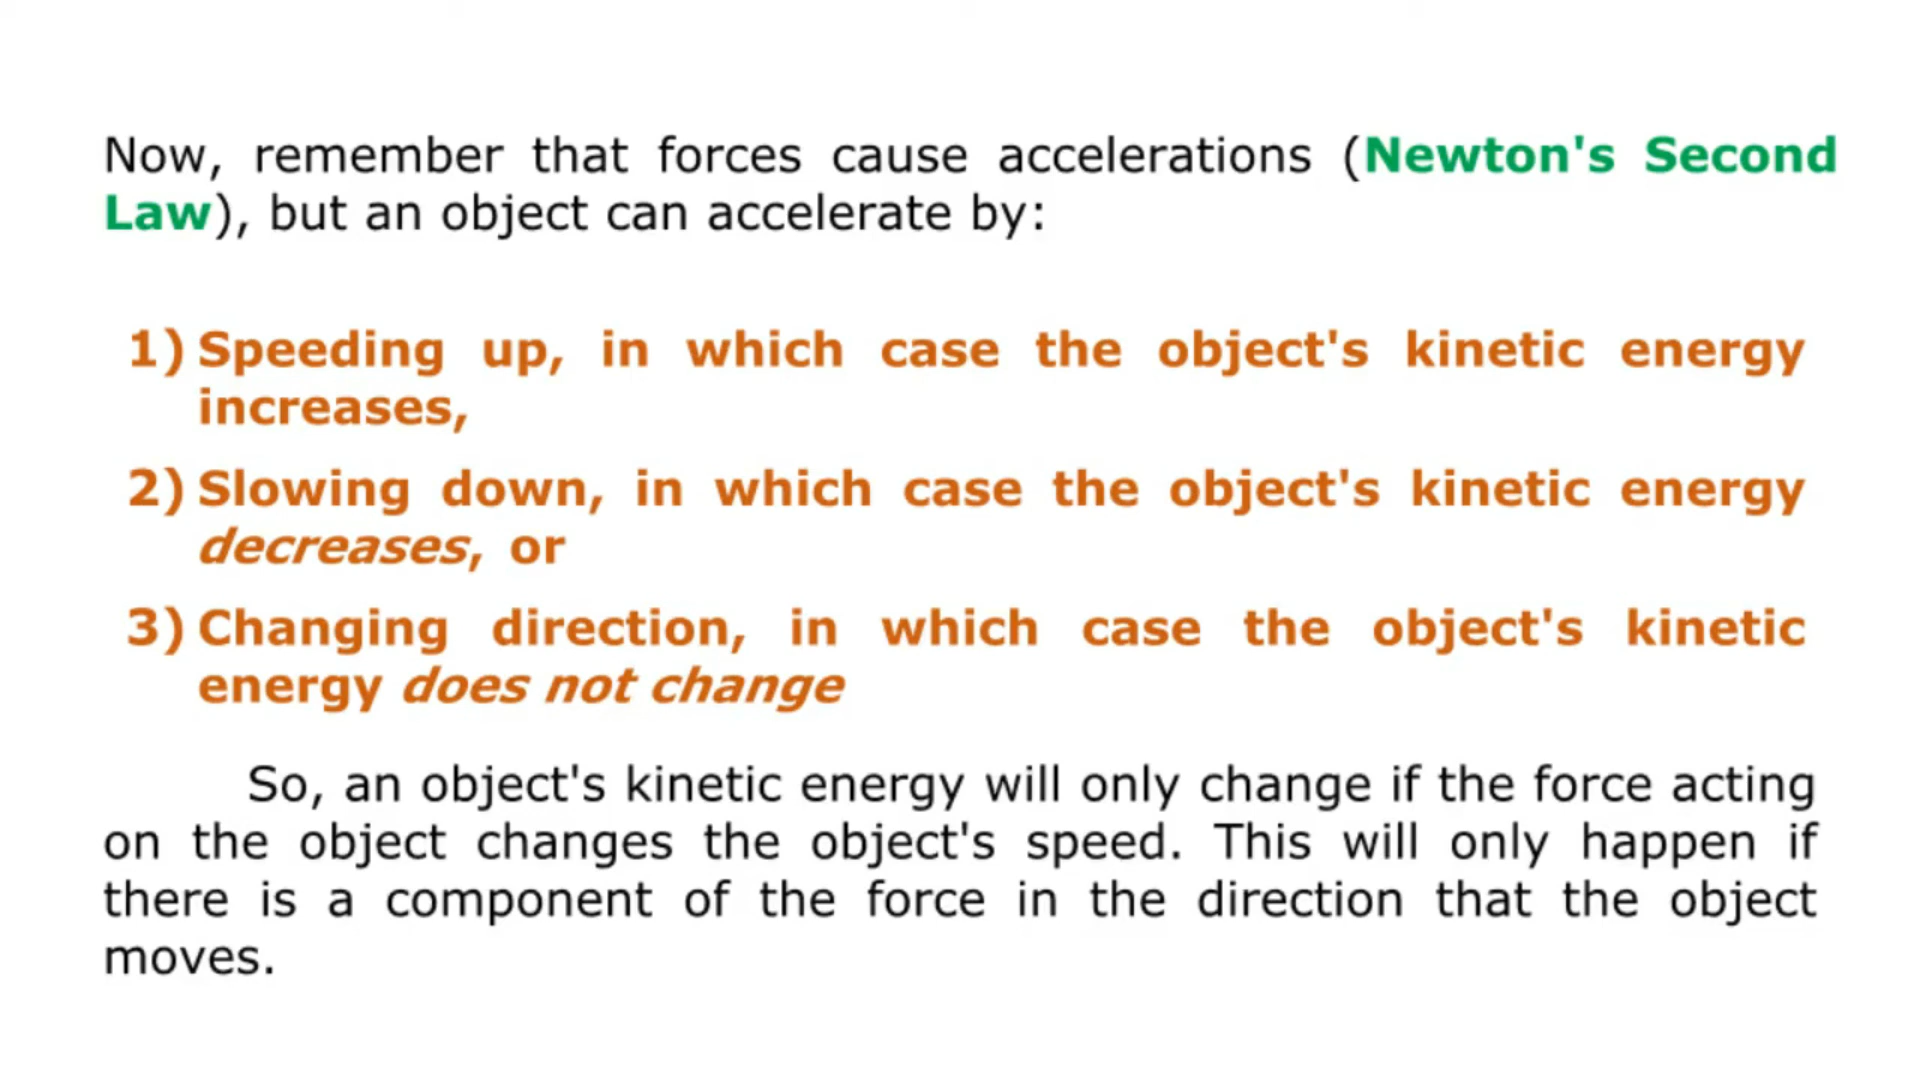 Now, remember that forces cause accelerations (Newton's Second
Law), but an object can accelerate by:
1) Speeding up, in which case the object's kinetic energy
increases,
2) Slowing down, in which case the object's kinetic energy
decreases, or
3) Changing direction, in which case the object's kinetic
energy does not change
So, an object's kinetic energy will only change if the force acting
on the object changes the object's speed. This will only happen if
there is a component of the force in the direction that the object
moves.